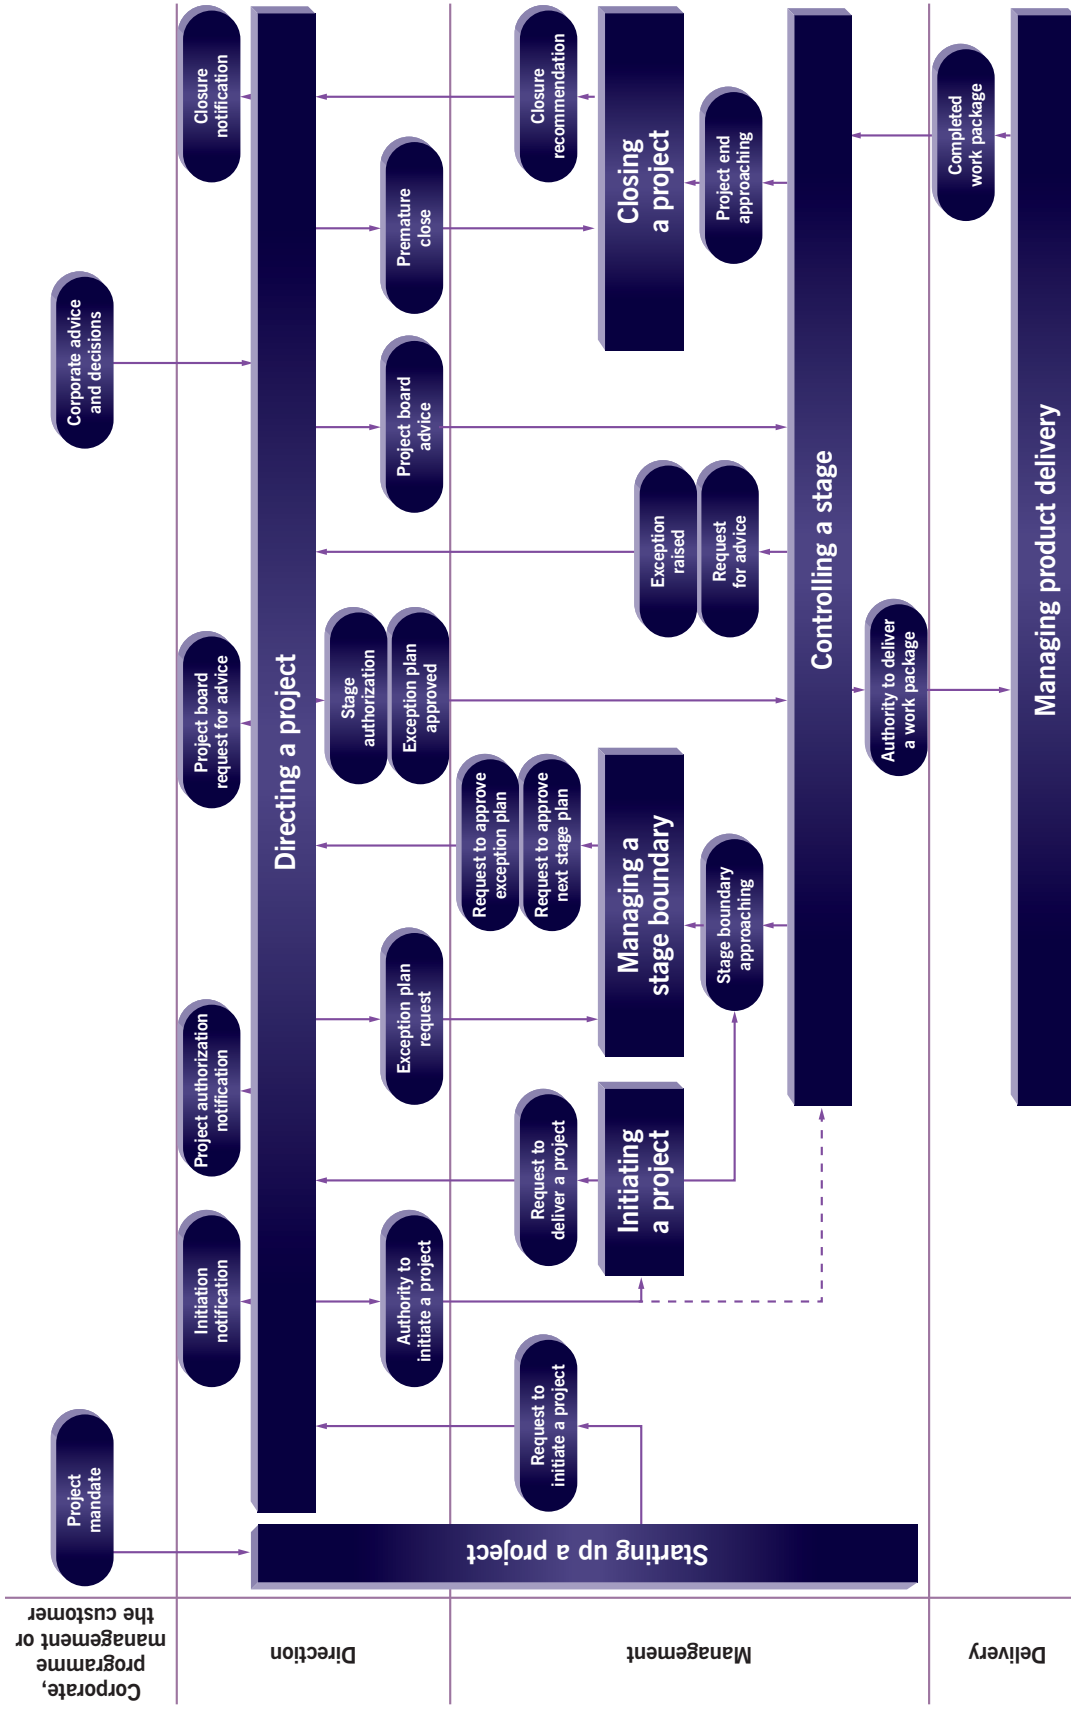 Corporate,
programme
management or
the customer
Project
mandate
Corporate advice
and decisions
Direction
Initiation
notification
Project authorization
notification
Project board
request for advice
Closure
notification
Directing a project
Authority to
initiate a project
Exception plan
request
Stage
authorization
Exception plan
approved
Project board
advice
Premature
close
Management
Starting up a project
Request to
initiate a project
Request to
deliver a project
Request to approve
exception plan
Request to approve
next stage plan
Closure
recommendation
Initiating
a project
Managing a
stage boundary
Exception
raised
Request
for advice
Closing
a project
Stage boundary
approaching
Project end
approaching
Controlling a stage
Authority to deliver
a work package
Completed
work package
Delivery
Managing product delivery